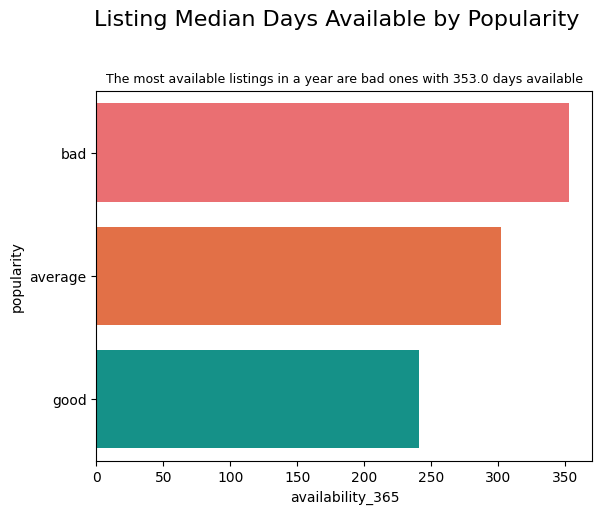 Listing Median Days Available by Popularity
The most available listings in a year are bad ones with 353.0 days available
popularity
bad
average
good
0 50 100 150 200 250 300 350
availability_365